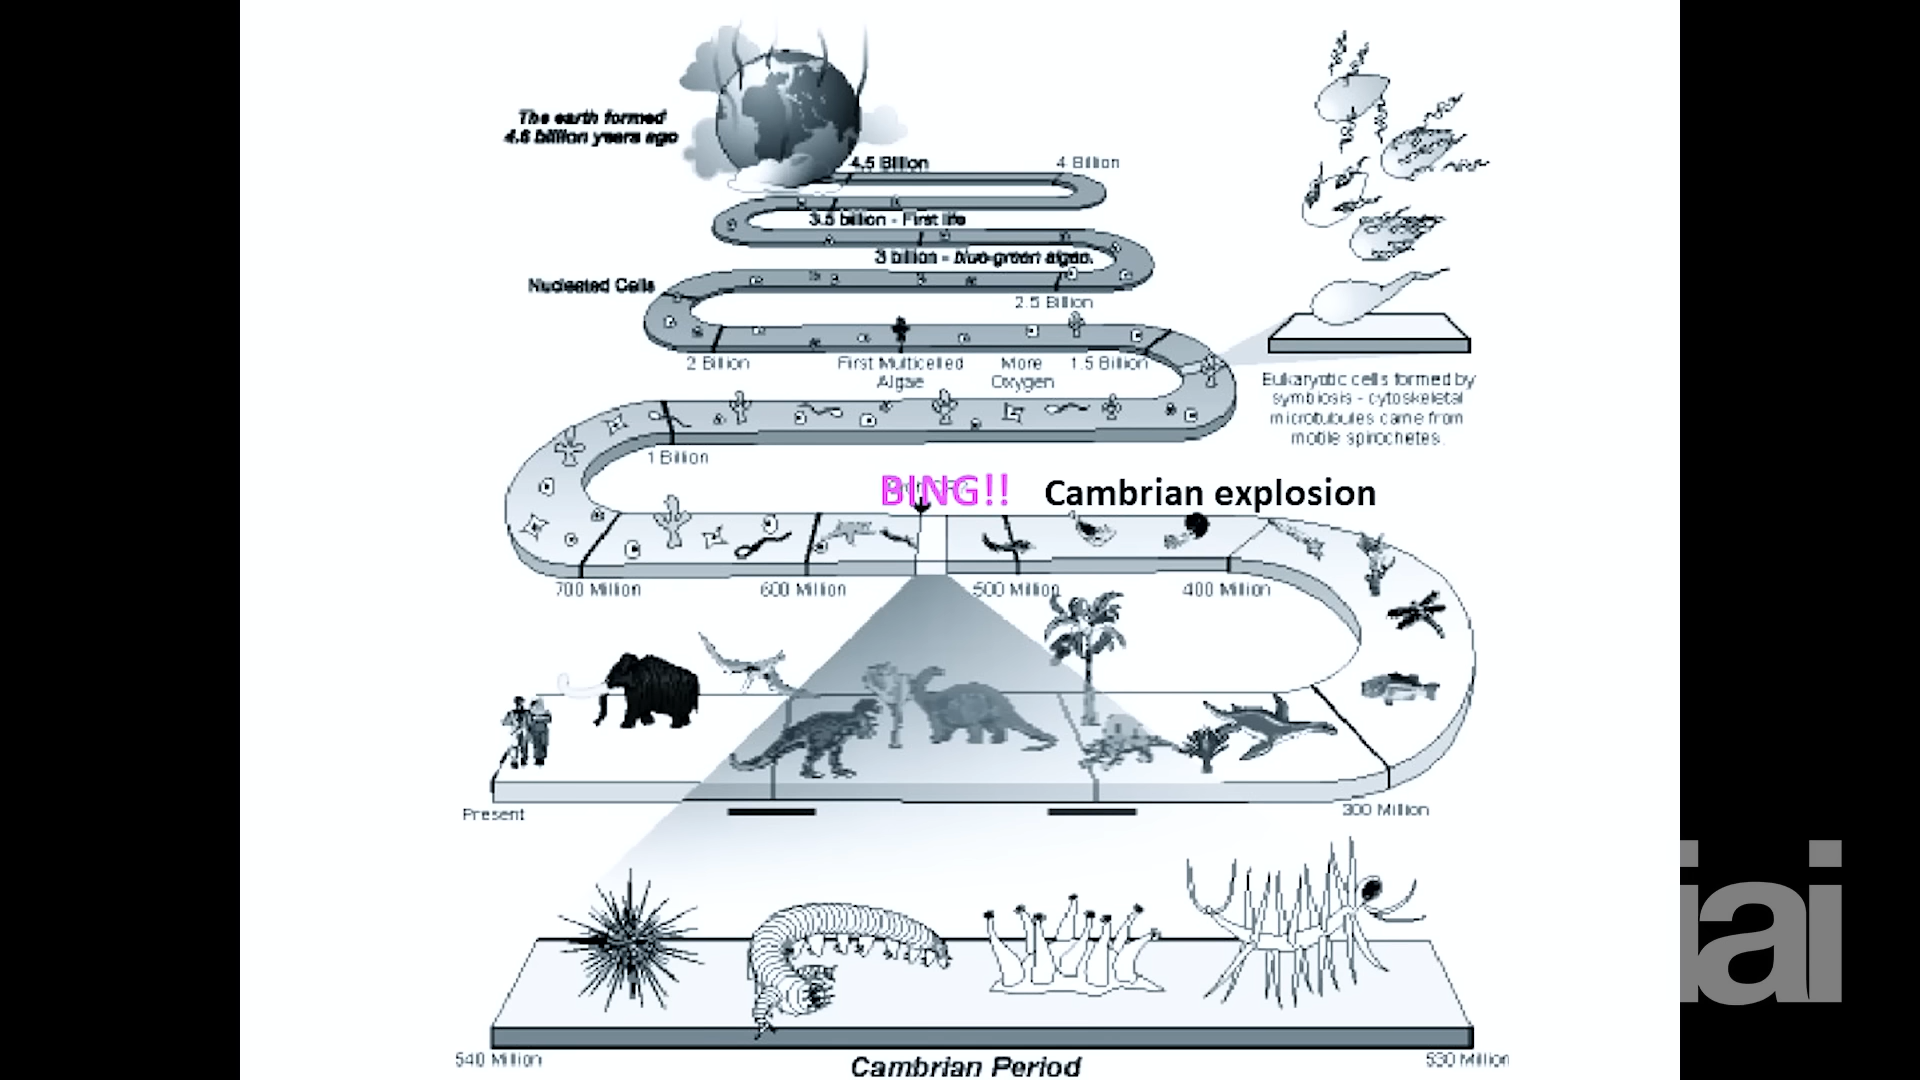 The earth formed
4.6 billion years ago
4.5 Billion
4 Billion
3.5 billion - First life
3 billion - blue-green algae.
Nucleated Cells
2.5 Billion
2 Billion
First Multicelled
Algae
More
Oxygen
1.5 Billion
Eukaryotic cells formed by
symbiosis - cytoskeletal
microtubules came from
motile spirochetes.
1 Billion
BING!! Cambrian explosion
700 Million
600 Million
500 Million
400 Million
Present
300 Million
540 Million
Cambrian Period
530 Million
iai